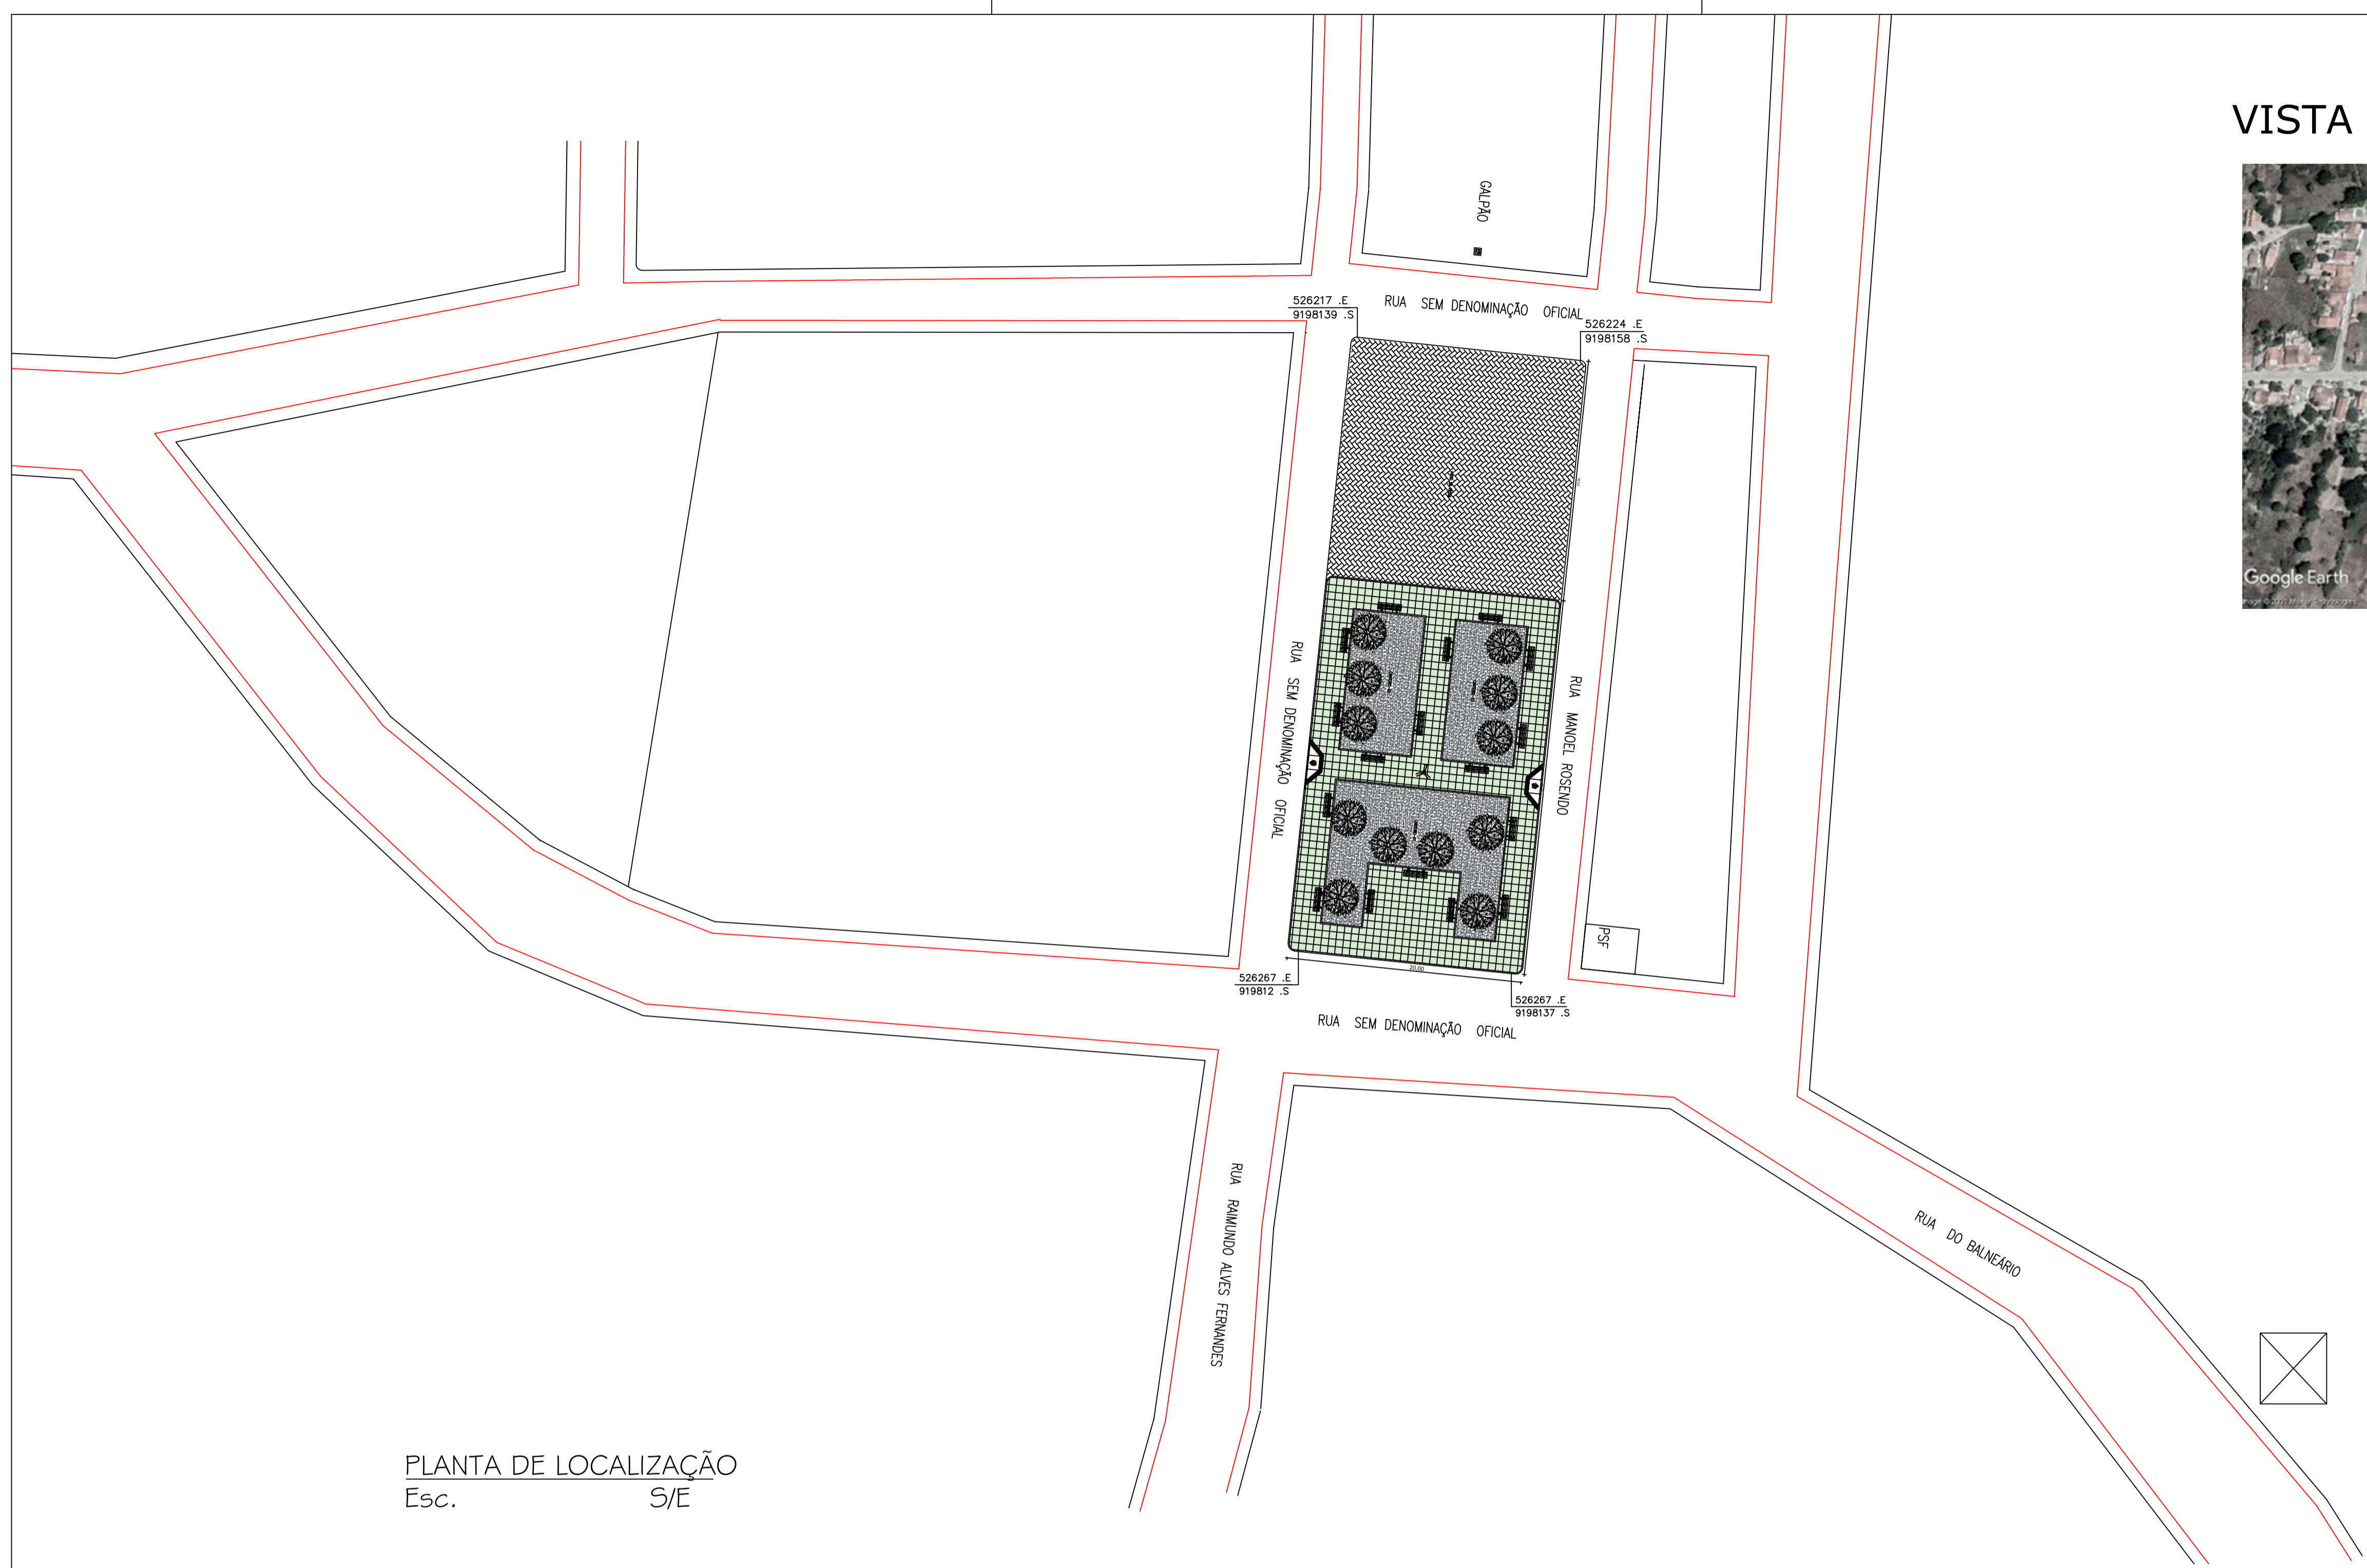 VISTA
GALPÃO
RUA SEM DENOMINAÇÃO OFICIAL
526217 .E
9198139 .S
526224 .E
9198158 .S
Google Earth
RUA SEM DENOMINAÇÃO OFICIAL
RUA MANOEL ROSENDO
PSF
20.00
526267 .E
919812 .S
526267 .E
9198137 .S
RUA SEM DENOMINAÇÃO OFICIAL
RUA RAIMUNDO ALVES FERNANDES
RUA DO BALNEÁRIO
PLANTA DE LOCALIZAÇÃO
Esc. S/E